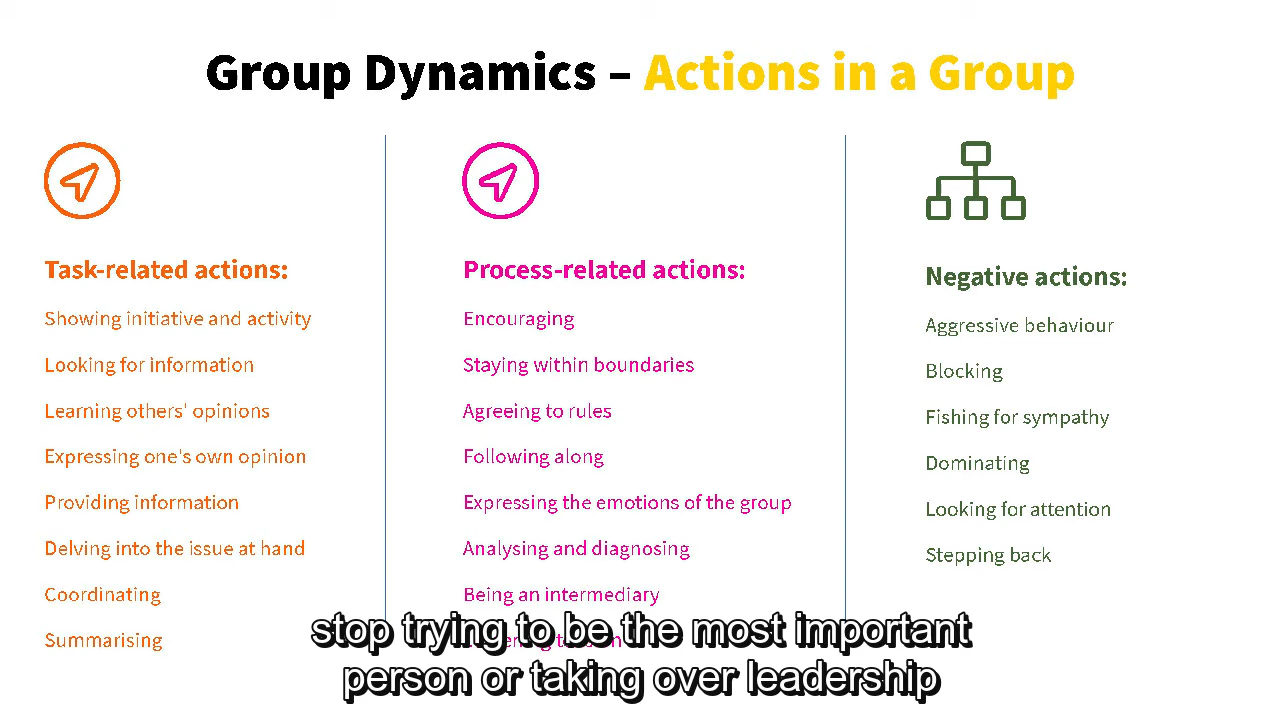 Group Dynamics – Actions in a Group
Task-related actions:
Showing initiative and activity
Looking for information
Learning others' opinions
Expressing one's own opinion
Providing information
Delving into the issue at hand
Coordinating
Summarising
Process-related actions:
Encouraging
Staying within boundaries
Agreeing to rules
Following along
Expressing the emotions of the group
Analysing and diagnosing
Being an intermediary
Negative actions:
Aggressive behaviour
Blocking
Fishing for sympathy
Dominating
Looking for attention
Stepping back
stop trying to be the most important
person or taking over leadership